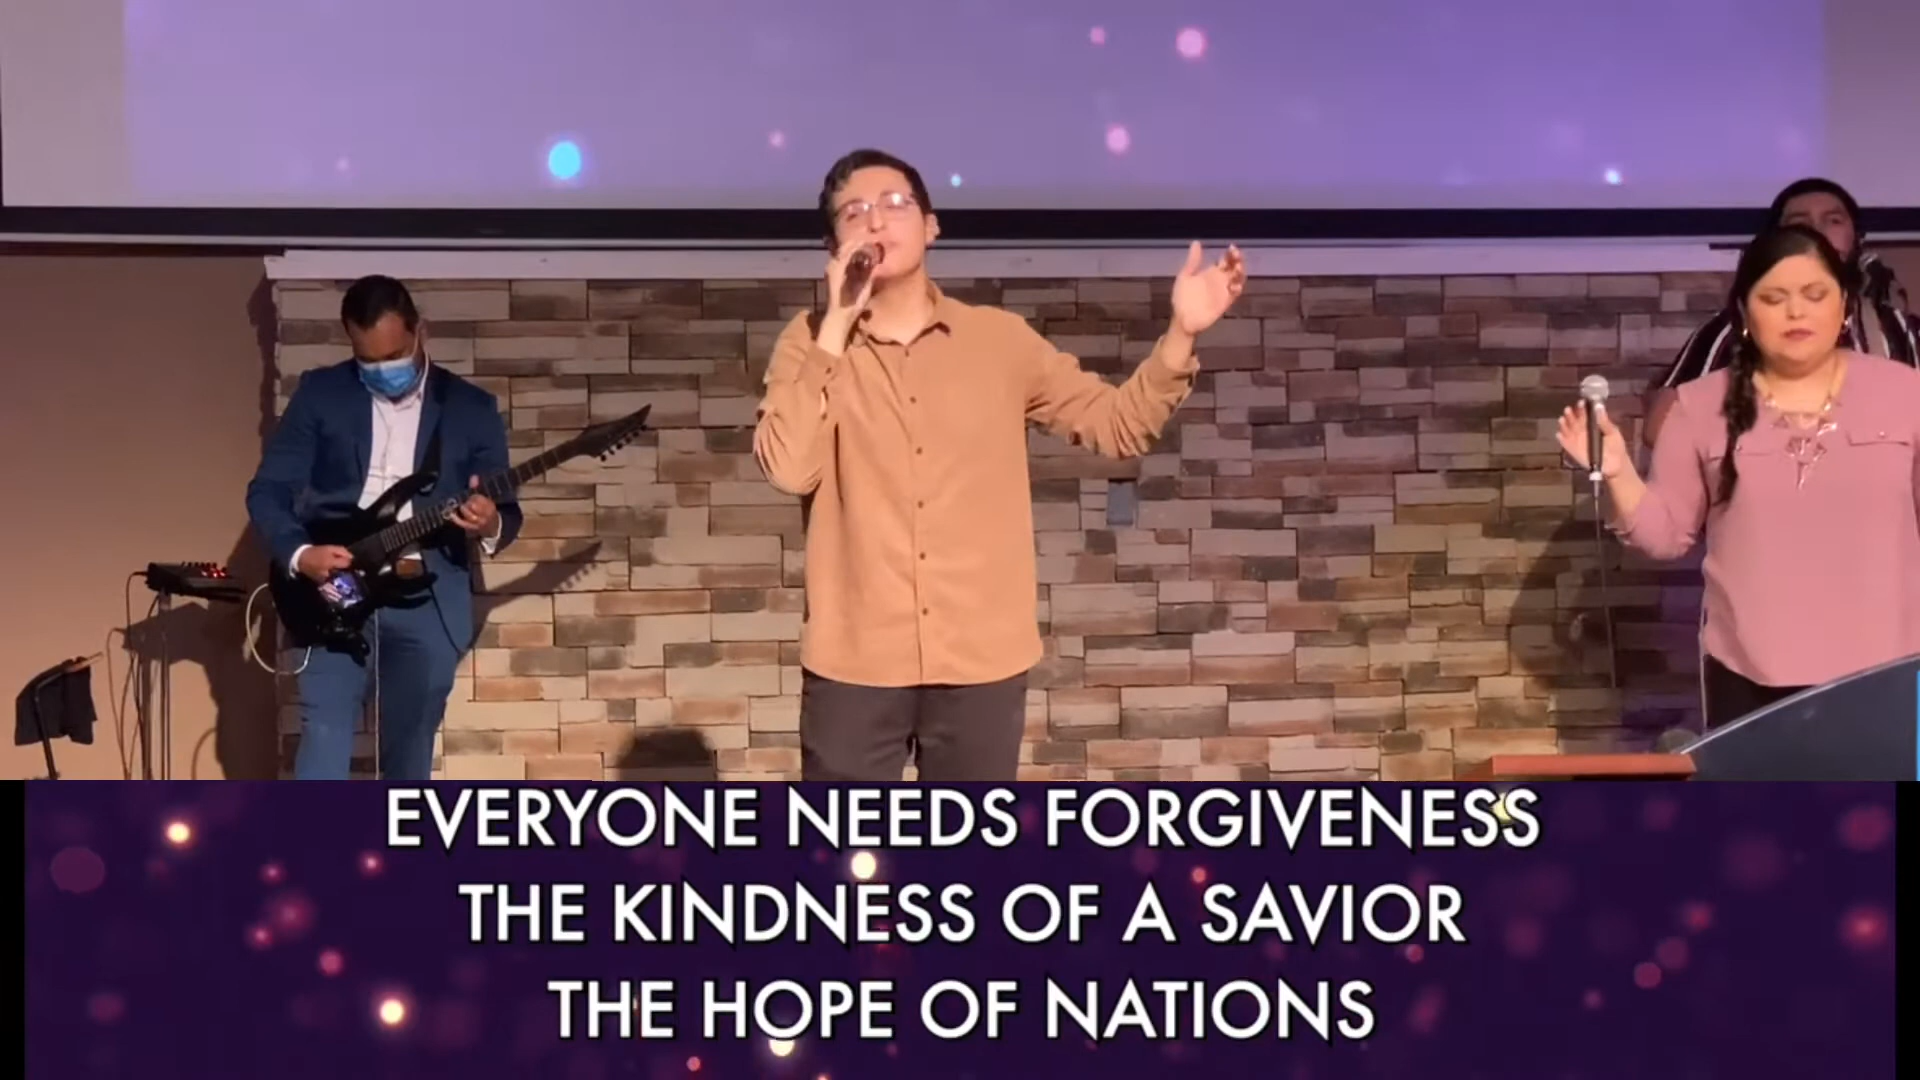 EVERYONE NEEDS FORGIVENESS
THE KINDNESS OF A SAVIOR
THE HOPE OF NATIONS